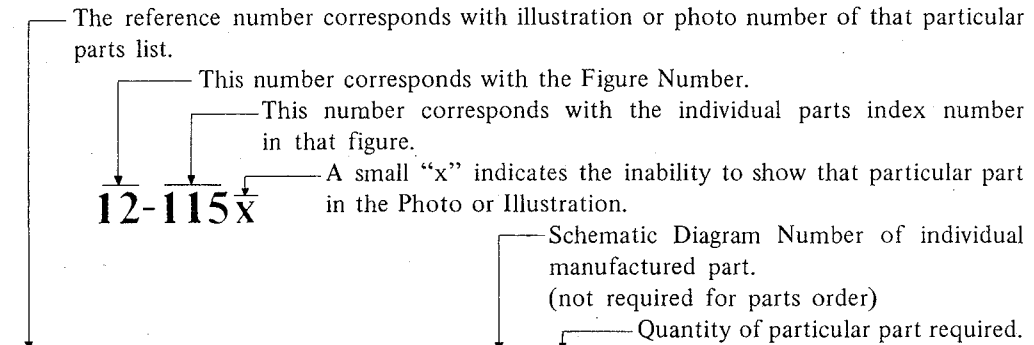 The reference number corresponds with illustration or photo number of that particular
parts list.
This number corresponds with the Figure Number.
This number corresponds with the individual parts index number
in that figure.
A small “x” indicates the inability to show that particular part
in the Photo or Illustration.
12-115x
Schematic Diagram Number of individual
manufactured part.
(not required for parts order)
Quantity of particular part required.